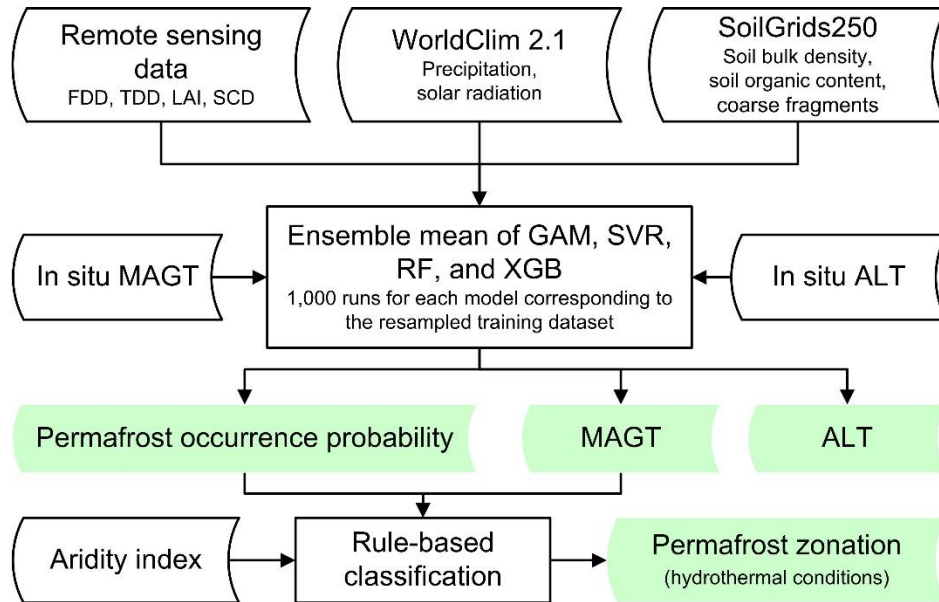 Remote sensing
data
FDD, TDD, LAI, SCD
WorldClim 2.1
Precipitation,
solar radiation
SoilGrids250
Soil bulk density,
soil organic content,
coarse fragments
In situ MAGT
Ensemble mean of GAM, SVR,
RF, and XGB
1,000 runs for each model corresponding to
the resampled training dataset
In situ ALT
Permafrost occurrence probability
MAGT
ALT
Aridity index
Rule-based
classification
Permafrost zonation
(hydrothermal conditions)